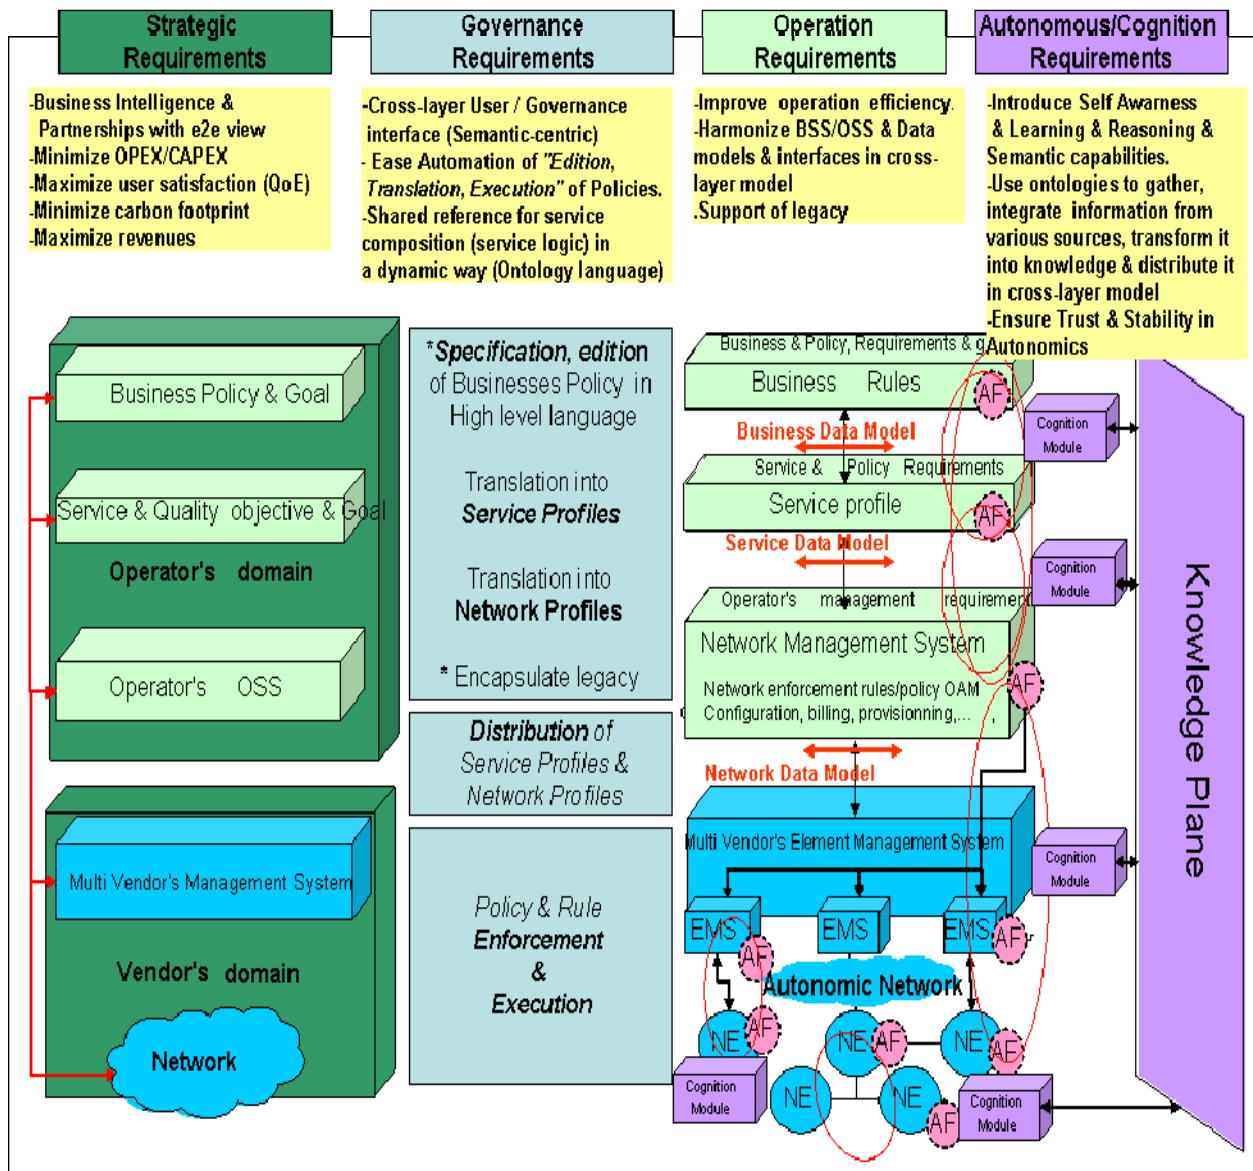 Strategic
Requirements
Governance
Requirements
Operation
Requirements
Autonomous/Cognition
Requirements
-Business Intelligence &
Partnerships with e2e view
-Minimize OPEX/CAPEX
-Maximize user satisfaction (QoE)
-Minimize carbon footprint
-Maximize revenues
-Cross-layer User / Governance
interface (Semantic-centric)
- Ease Automation of "Edition,
Translation, Execution" of Policies.
-Shared reference for service
composition (service logic) in
a dynamic way (Ontology language)
-Improve operation efficiency.
-Harmonize BSS/OSS & Data
models & interfaces in cross-
layer model
.Support of legacy
-Introduce Self Awarness
& Learning & Reasoning &
Semantic capabilities.
-Use ontologies to gather,
integrate information from
various sources, transform it
into knowledge & distribute it
in cross-layer model
-Ensure Trust & Stability in
Autonomics
Business Policy & Goal
Service & Quality objective & Goal
Operator's domain
Operator's OSS
Multi Vendor's Management System
Vendor's domain
Network
*Specification, edition
of Businesses Policy in
High level language
Translation into
Service Profiles
Translation into
Network Profiles
* Encapsulate legacy
Distribution of
Service Profiles &
Network Profiles
Policy & Rule
Enforcement
&
Execution
Business & Policy, Requirements & g
Business Rules
AF
Business Data Model
Service & Policy Requirements
Service profile
AF
Service Data Model
Operator's management requirement
Network Management System
Network enforcement rules/policy OAM
Configuration, billing, provisionning,... ,
AF
Network Data Model
Multi Vendor's Element Management System
EMS
EMS
EMS
AF
AF
Autonomic Network
NE
AF
NE
AF
NE
AF
NE
NE
AF
Cognition
Module
Cognition
Module
Cognition
Module
Cognition
Module
Cognition
Module
Knowledge Plane